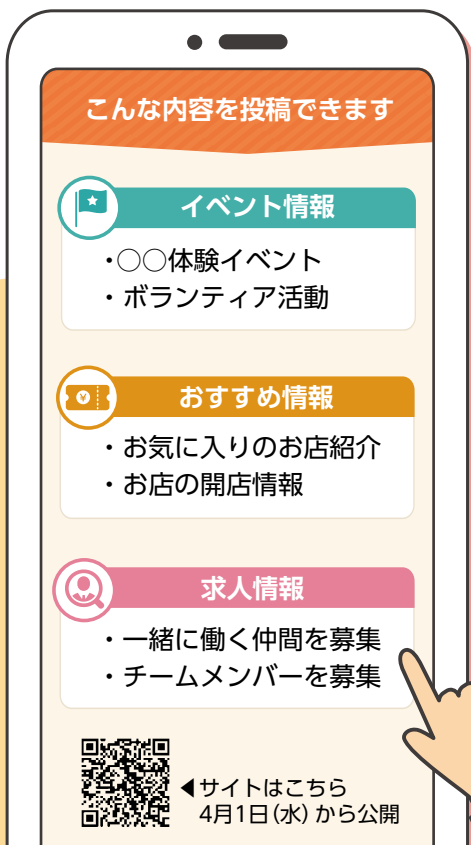 こんな内容を投稿できます
イベント情報
・○○体験イベント
・ボランティア活動
¥
おすすめ情報
・お気に入りのお店紹介
・お店の開店情報
求人情報
・一緒に働く仲間を募集
・チームメンバーを募集
◀サイトはこちら
4月1日(水)から公開